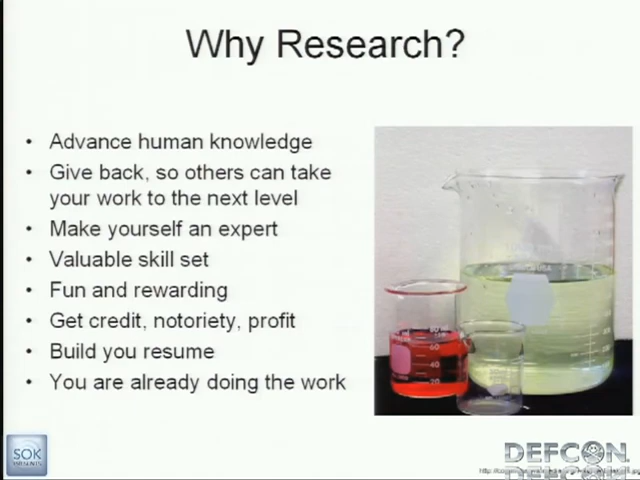 Why Research?
• Advance human knowledge
• Give back, so others can take
your work to the next level
• Make yourself an expert
• Valuable skill set
• Fun and rewarding
• Get credit, notoriety, profit
• Build you resume
• You are already doing the work
SOK
PRESENTS
DEFCON